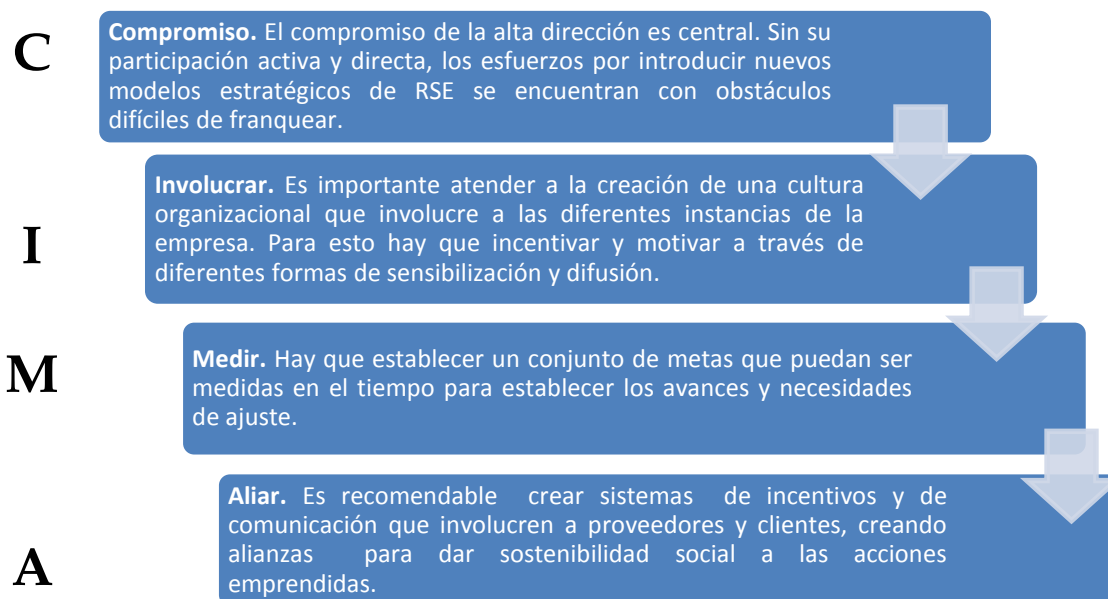 C
Compromiso. El compromiso de la alta dirección es central. Sin su
participación activa y directa, los esfuerzos por introducir nuevos
modelos estratégicos de RSE se encuentran con obstáculos
difíciles de franquear.
I
Involucrar. Es importante atender a la creación de una cultura
organizacional que involucre a las diferentes instancias de la
empresa. Para esto hay que incentivar y motivar a través de
diferentes formas de sensibilización y difusión.
M
Medir. Hay que establecer un conjunto de metas que puedan ser
medidas en el tiempo para establecer los avances y necesidades
de ajuste.
A
Aliar. Es recomendable crear sistemas de incentivos y de
comunicación que involucren a proveedores y clientes, creando
alianzas para dar sostenibilidad social a las acciones
emprendidas.